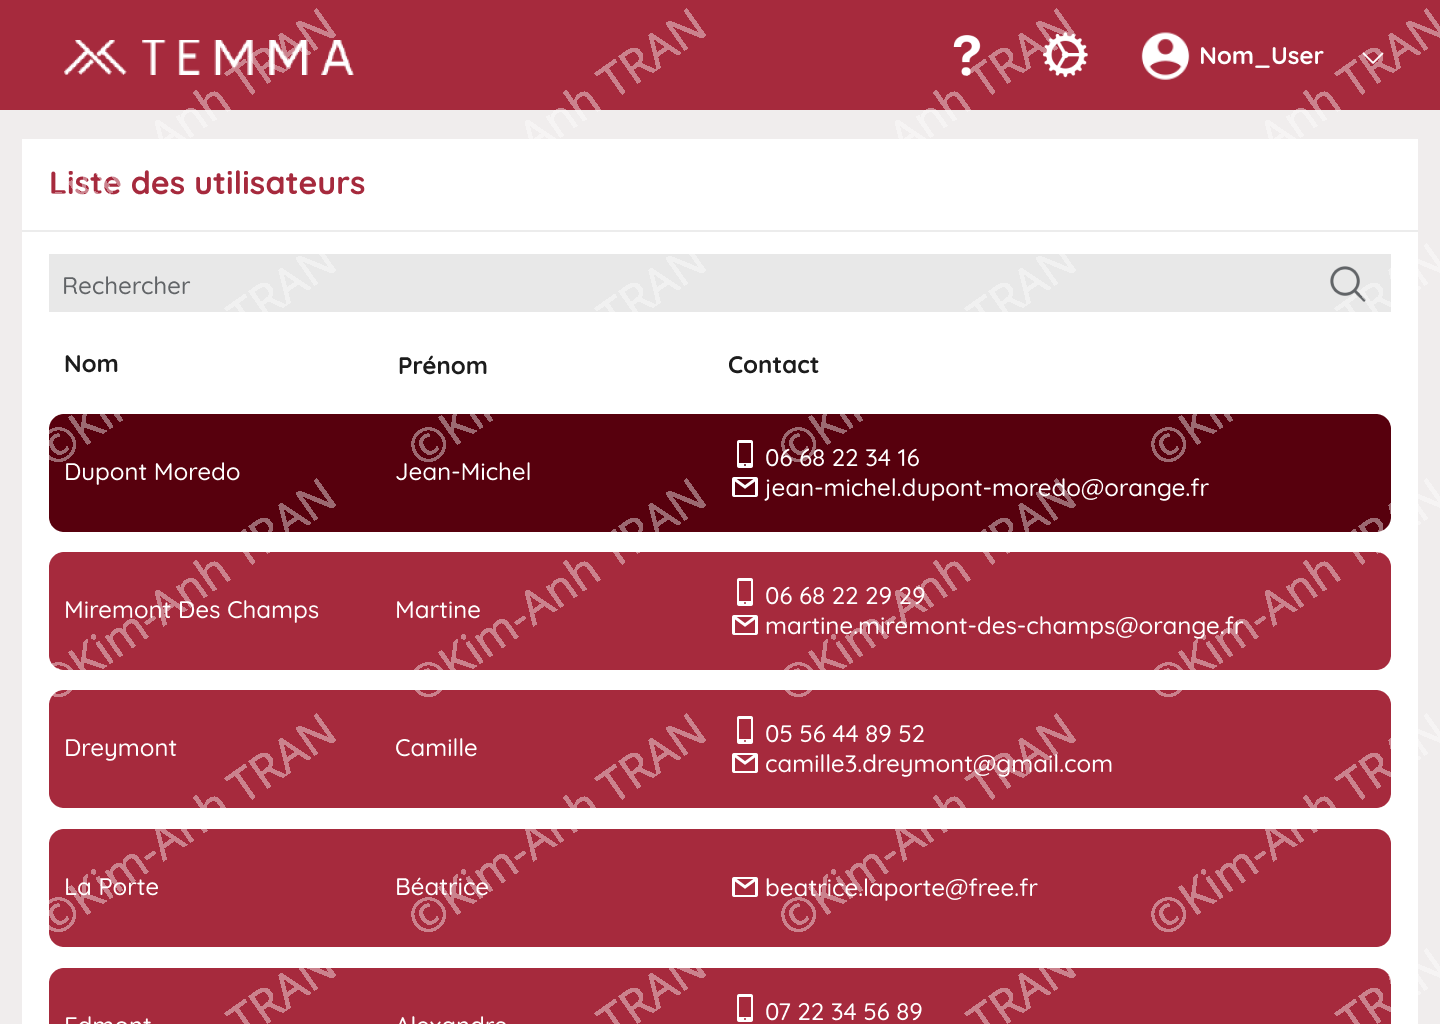 TEMMA
? Nom_User
Liste des utilisateurs
Rechercher
Nom Prénom Contact
Dupont Moredo Jean-Michel 06 68 22 34 16
jean-michel.dupont-moredo@orange.fr
Miremont Des Champs Martine 06 68 22 29 29
martine.miremont-des-champs@orange.fr
Dreymont Camille 05 56 44 89 52
camille3.dreymont@gmail.com
La Porte Béatrice beatrice.laporte@free.fr
Edmont Alexandre 07 22 34 56 89
©Kim-Anh TRAN